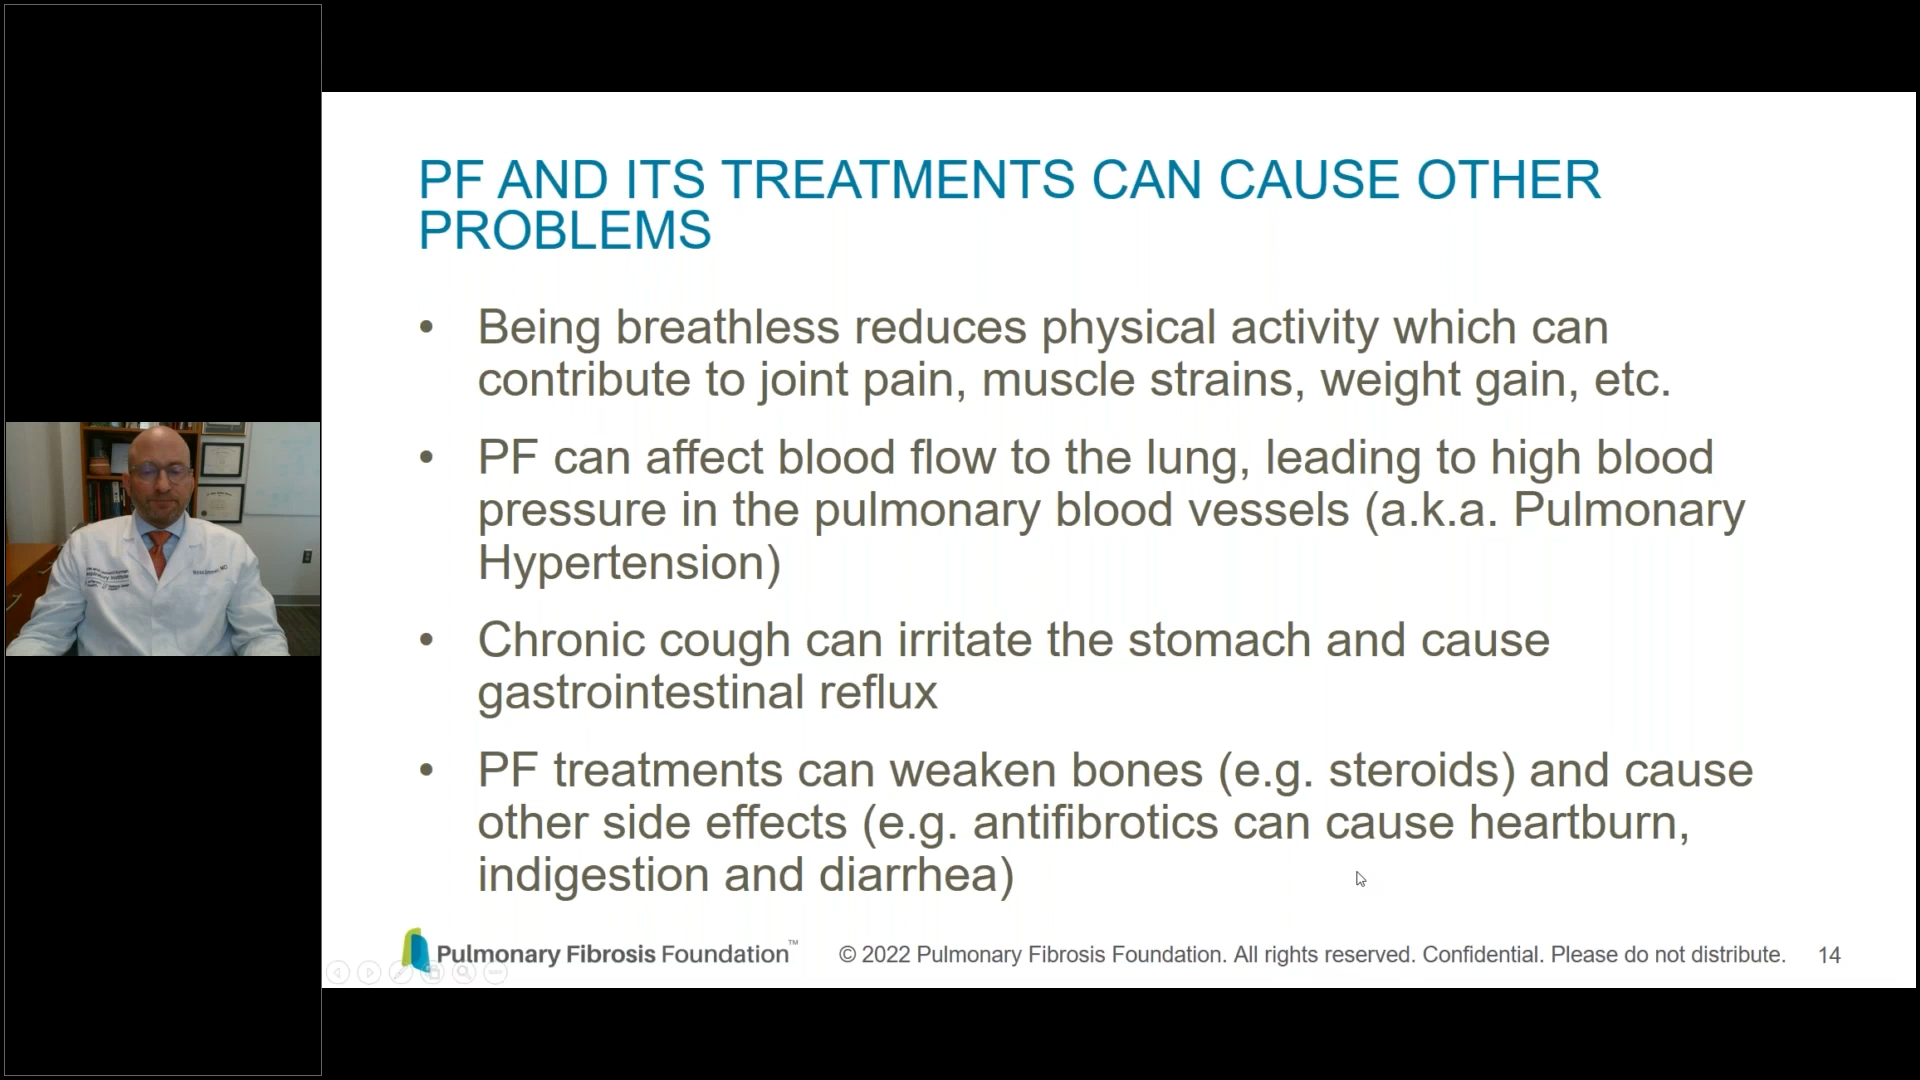 PF AND ITS TREATMENTS CAN CAUSE OTHER
PROBLEMS
• Being breathless reduces physical activity which can
contribute to joint pain, muscle strains, weight gain, etc.
• PF can affect blood flow to the lung, leading to high blood
pressure in the pulmonary blood vessels (a.k.a. Pulmonary
Hypertension)
• Chronic cough can irritate the stomach and cause
gastrointestinal reflux
• PF treatments can weaken bones (e.g. steroids) and cause
other side effects (e.g. antifibrotics can cause heartburn,
indigestion and diarrhea)
Pulmonary Fibrosis Foundation™
© 2022 Pulmonary Fibrosis Foundation. All rights reserved. Confidential. Please do not distribute.
14